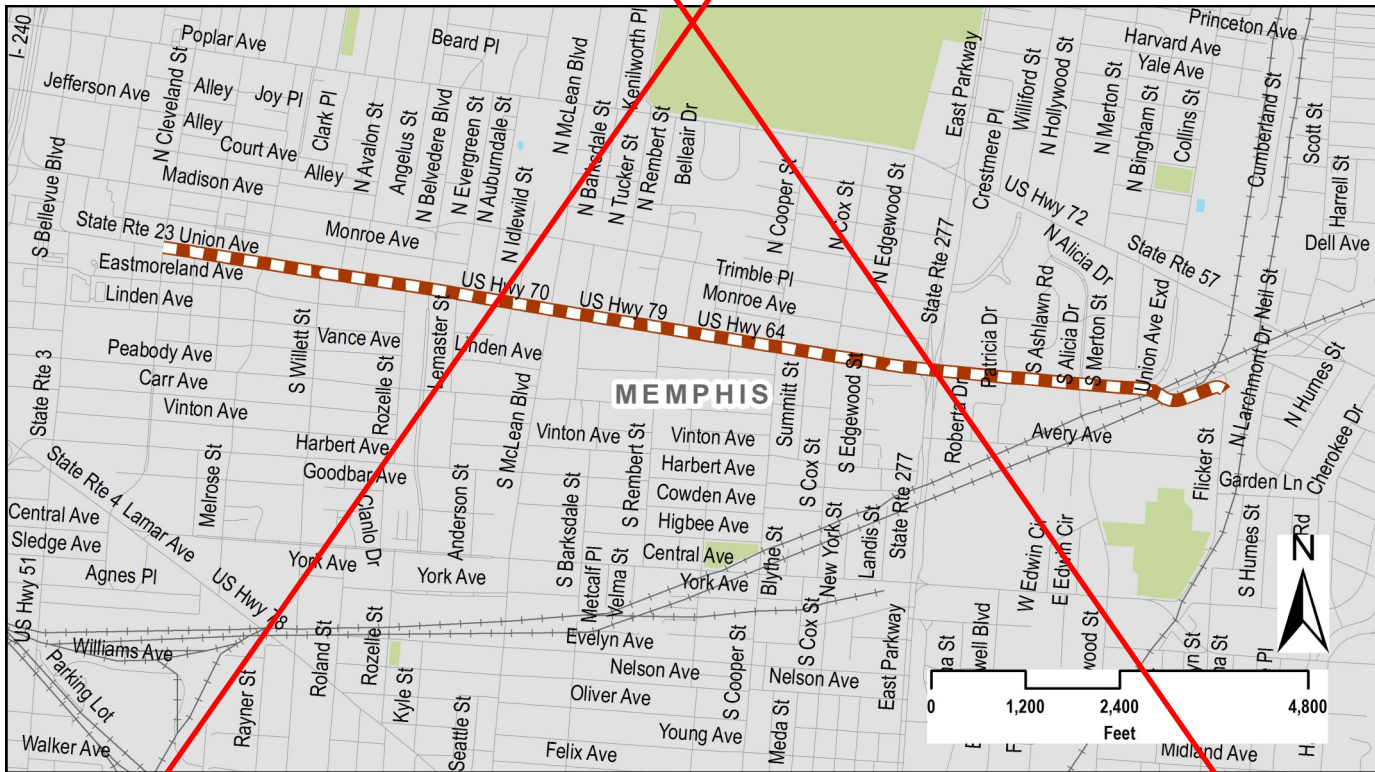 I- 240
Poplar Ave
Beard Pl
Princeton Ave
Harvard Ave
Yale Ave
Jefferson Ave
N Cleveland St
Alley
Joy Pl
Clark Pl
Alley
Court Ave
Alley
Madison Ave
N Avalon St
Angelus St
N Belvedere Blvd
N Evergreen St
N Auburndale St
N Idlewild St
N McLean Blvd
N Barksdale St
N Tucker St
Kenilworth Pl
N Rembert St
Belleair Dr
N Cooper St
N Cox St
N Edgewood St
East Parkway
State Rte 277
Crestmere Pl
Williford St
N Hollywood St
N Merton St
N Bingham St
Collins St
Cumberland St
Scott St
Harrell St
Dell Ave
US Hwy 72
N Alicia Dr
State Rte 57
S Bellevue Blvd
State Rte 23 Union Ave
Monroe Ave
Eastmoreland Ave
Linden Ave
US Hwy 70
US Hwy 79
US Hwy 64
Trimble Pl
Monroe Ave
Patricia Dr
S Ashlawn Rd
S Alicia Dr
S Merton St
Union Ave Exd
N Larchmont Dr
Neil St
N Humes St
Cherokee Dr
State Rte 3
Peabody Ave
Carr Ave
Vinton Ave
S Willett St
Vance Ave
Rozelle St
Lemaster St
Linden Ave
S McLean Blvd
MEMPHIS
Summitt St
S Edgewood St
Roberta Dr
Avery Ave
Flicker St
Garden Ln
Harbert Ave
Goodbar Ave
Vinton Ave
S Rembert St
Vinton Ave
Harbert Ave
Cowden Ave
Higbee Ave
Central Ave
York Ave
S Cox St
State Rte 4
Lamar Ave
Melrose St
Clanlo Dr
Anderson St
S Barksdale St
Central Ave
Sledge Ave
Agnes Pl
York Ave
York Ave
Metcalf Pl
Velma St
Blythe St
New York St
Landis St
State Rte 277
W Edwin Cir
E Edwin Cir
S Humes St
Rd
N
US Hwy 51
US Hwy 78
Williams Ave
Parking Lot
Walker Ave
Rayner St
Roland St
Rozelle St
Kyle St
Seattle St
Evelyn Ave
Nelson Ave
Oliver Ave
Young Ave
Felix Ave
S Cooper St
Meda St
S Cox St
Nelson Ave
East Parkway
0
1,200
2,400
4,800
Feet
Midland Ave